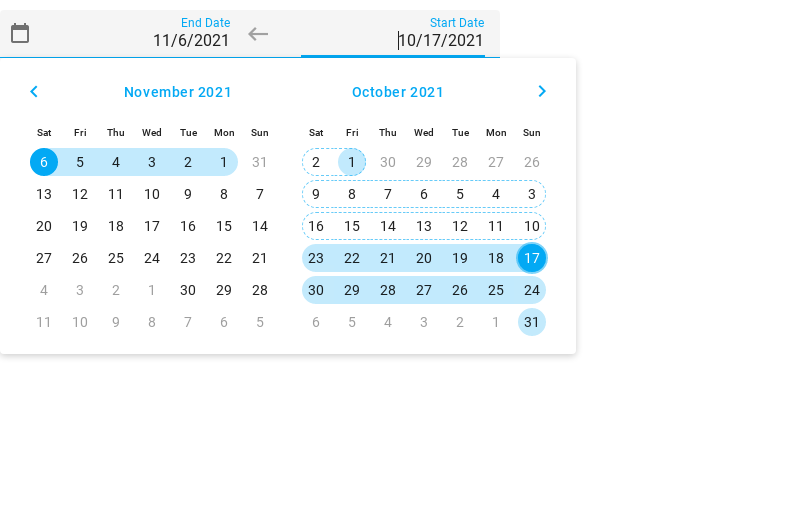 End Date Start Date
11/6/2021 10/17/2021
November 2021 October 2021
Sat Fri Thu Wed Tue Mon Sun Sat Fri Thu Wed Tue Mon Sun
6 5 4 3 2 1 31 2 1 30 29 28 27 26
13 12 11 10 9 8 7 9 8 7 6 5 4 3
20 19 18 17 16 15 14 16 15 14 13 12 11 10
27 26 25 24 23 22 21 23 22 21 20 19 18 17
4 3 2 1 30 29 28 30 29 28 27 26 25 24
11 10 9 8 7 6 5 6 5 4 3 2 1 31